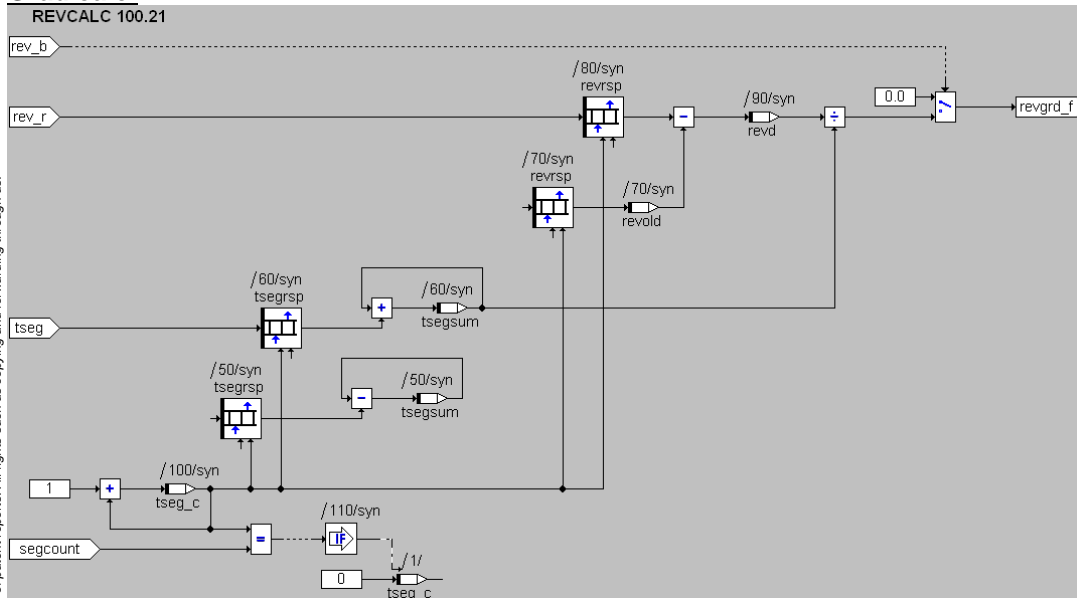 REVCALC 100.21
rev_b
/80/syn
revrsp
/90/syn
0.0
rev_r
revgrd_f
revd
/70/syn
revrsp
/70/syn
revold
/60/syn
tsegrsp
/60/syn
tseg
tsegsum
/50/syn
tsegrsp
/50/syn
tsegsum
/100/syn
1
tseg_c
/110/syn
segcount
IF
/1/
0
tseg_c